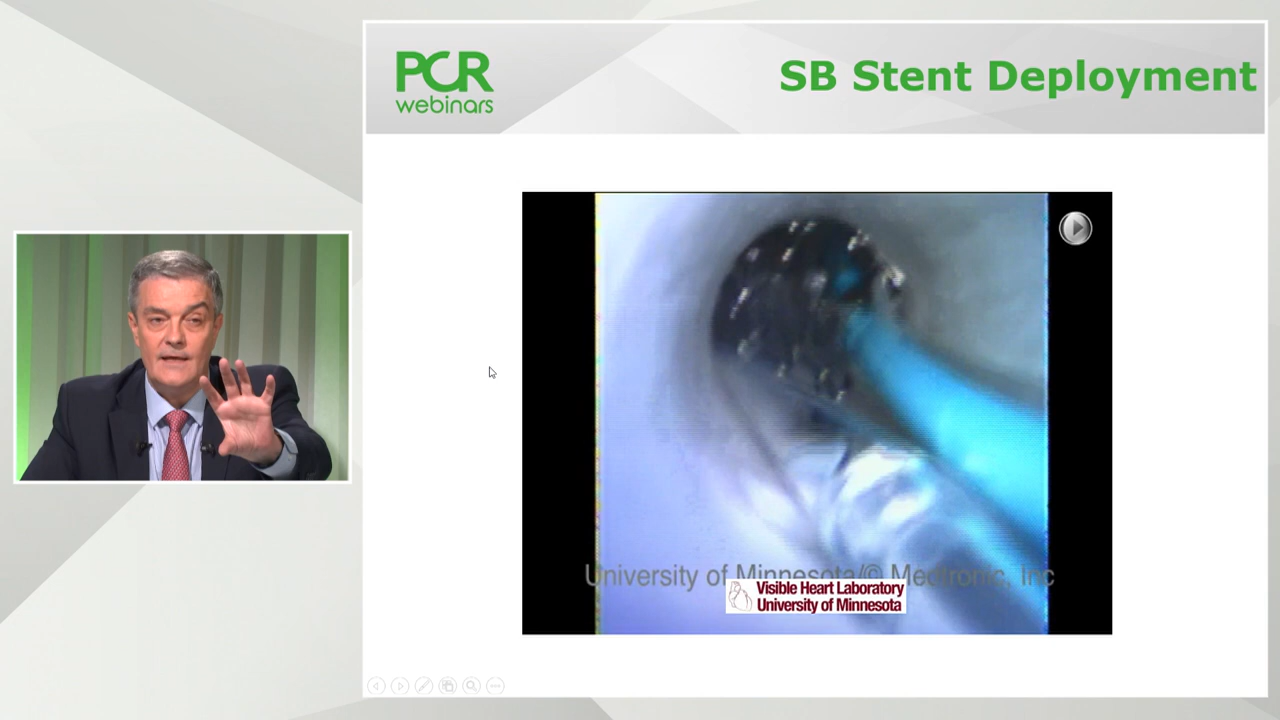 PCR
webinars
SB Stent Deployment
University of Minnesota/© Medtronic, Inc
Visible Heart Laboratory
University of Minnesota